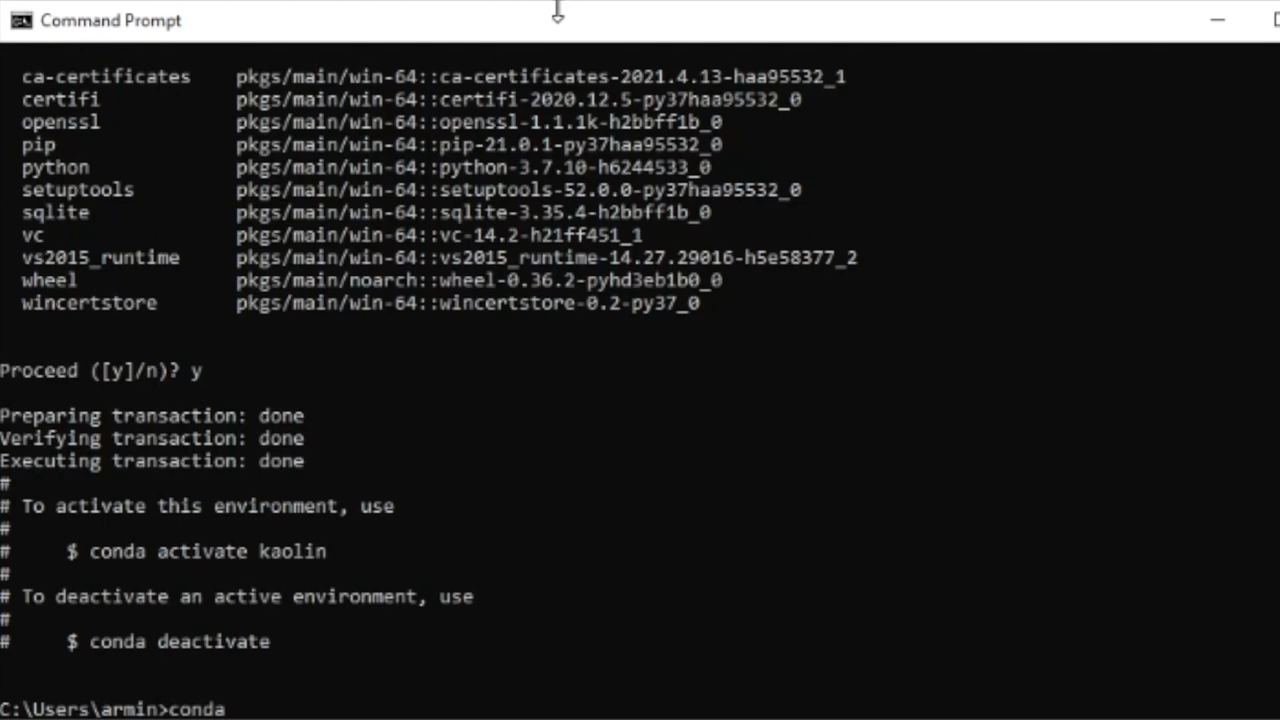 Command Prompt
ca-certificates pkgs/main/win-64::ca-certificates-2021.4.13-haa95532_1
certifi pkgs/main/win-64::certifi-2020.12.5-py37haa95532_0
openssl pkgs/main/win-64::openssl-1.1.1k-h2bbff1b_0
pip pkgs/main/win-64::pip-21.0.1-py37haa95532_0
python pkgs/main/win-64::python-3.7.10-h6244533_0
setuptools pkgs/main/win-64::setuptools-52.0.0-py37haa95532_0
sqlite pkgs/main/win-64::sqlite-3.35.4-h2bbff1b_0
vc pkgs/main/win-64::vc-14.2-h21ff451_1
vs2015_runtime pkgs/main/win-64::vs2015_runtime-14.27.29016-h5e58377_2
wheel pkgs/main/noarch::wheel-0.36.2-pyhd3eb1b0_0
wincertstore pkgs/main/win-64::wincertstore-0.2-py37_0
Proceed ([y]/n)? y
Preparing transaction: done
Verifying transaction: done
Executing transaction: done
#
# To activate this environment, use
#
# $ conda activate kaolin
#
# To deactivate an active environment, use
#
# $ conda deactivate
C:\Users\armin>conda